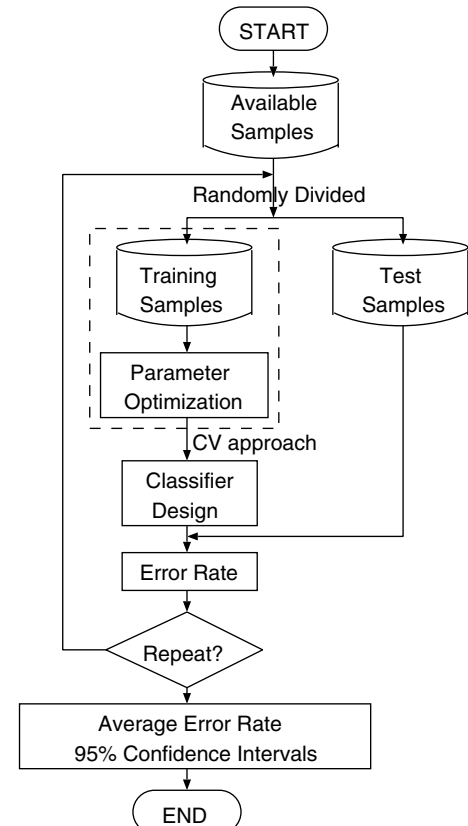 START
Available
Samples
Randomly Divided
Training
Samples
Test
Samples
Parameter
Optimization
CV approach
Classifier
Design
Error Rate
Repeat?
Average Error Rate
95% Confidence Intervals
END